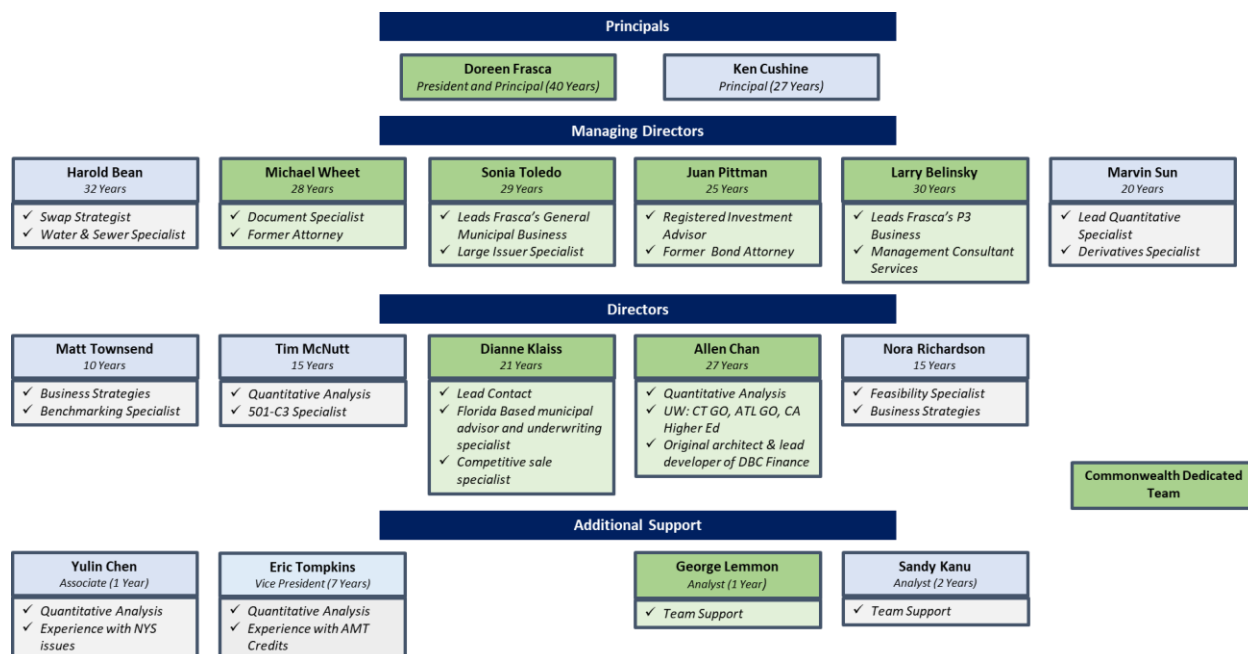 Principals
Doreen Frasca
President and Principal (40 Years)
Ken Cushine
Principal (27 Years)
Managing Directors
Harold Bean
32 Years
✓ Swap Strategist
✓ Water & Sewer Specialist
Michael Wheet
28 Years
✓ Document Specialist
✓ Former Attorney
Sonia Toledo
29 Years
✓ Leads Frasca's General
Municipal Business
✓ Large Issuer Specialist
Juan Pittman
25 Years
✓ Registered Investment
Advisor
✓ Former Bond Attorney
Larry Belinsky
30 Years
✓ Leads Frasca's P3
Business
✓ Management Consultant
Services
Marvin Sun
20 Years
✓ Lead Quantitative
Specialist
✓ Derivatives Specialist
Directors
Matt Townsend
10 Years
✓ Business Strategies
✓ Benchmarking Specialist
Tim McNutt
15 Years
✓ Quantitative Analysis
✓ 501-C3 Specialist
Dianne Klaiss
21 Years
✓ Lead Contact
✓ Florida Based municipal
advisor and underwriting
specialist
✓ Competitive sale
specialist
Allen Chan
27 Years
✓ Quantitative Analysis
✓ UW: CT GO, ATL GO, CA
Higher Ed
✓ Original architect & lead
developer of DBC Finance
Nora Richardson
15 Years
✓ Feasibility Specialist
✓ Business Strategies
Commonwealth Dedicated
Team
Additional Support
Yulin Chen
Associate (1 Year)
✓ Quantitative Analysis
✓ Experience with NYS
issues
Eric Tompkins
Vice President (7 Years)
✓ Quantitative Analysis
✓ Experience with AMT
Credits
George Lemmon
Analyst (1 Year)
✓ Team Support
Sandy Kanu
Analyst (2 Years)
✓ Team Support